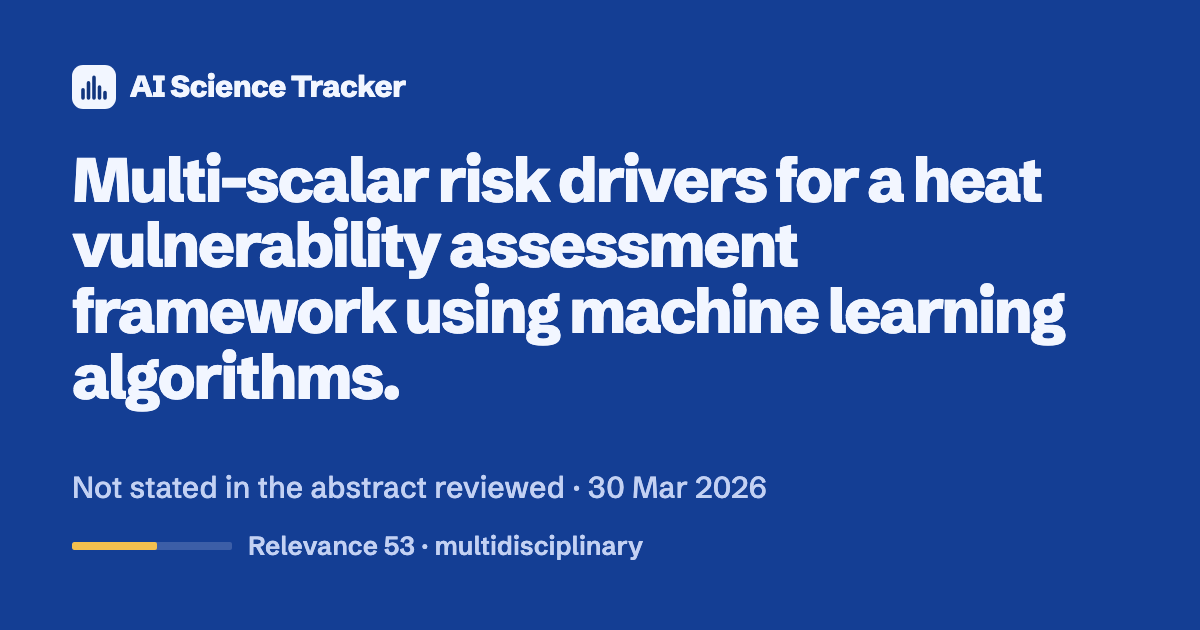 AI Science Tracker
Multi-scalar risk drivers for a heat
vulnerability assessment
framework using machine learning
algorithms.
Not stated in the abstract reviewed · 30 Mar 2026
Relevance 53 · multidisciplinary